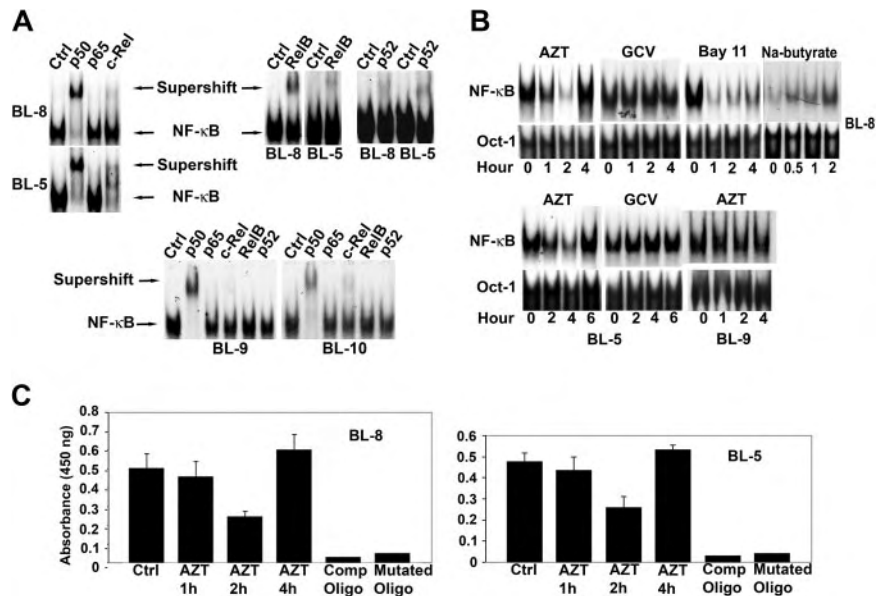 A
Ctrl p50 p65 c-Rel
Ctrl RelB Ctrl RelB
Ctrl p52 Ctrl p52
BL-8
Supershift
NF-κB
BL-5
Supershift
NF-κB
BL-8 BL-5 BL-8 BL-5
Ctrl p50 p65 c-Rel RelB p52 Ctrl p50 p65 c-Rel RelB p52
Supershift
NF-κB
BL-9 BL-10
B
AZT GCV Bay 11 Na-butyrate
NF-κB
BL-8
Oct-1
Hour 0 1 2 4 0 1 2 4 0 1 2 4 0 0.5 1 2
AZT GCV AZT
NF-κB
Oct-1
Hour 0 2 4 6 0 2 4 6 0 1 2 4
BL-5 BL-9
C
Absorbance (450 ng)
0.8
0.7
0.6
0.5
0.4
0.3
0.2
0.1
0
BL-8
Ctrl AZT AZT AZT Comp Mutated
1h 2h 4h Oligo Oligo
0.6
0.5
0.4
0.3
0.2
0.1
0
BL-5
Ctrl AZT AZT AZT Comp Mutated
1h 2h 4h Oligo Oligo